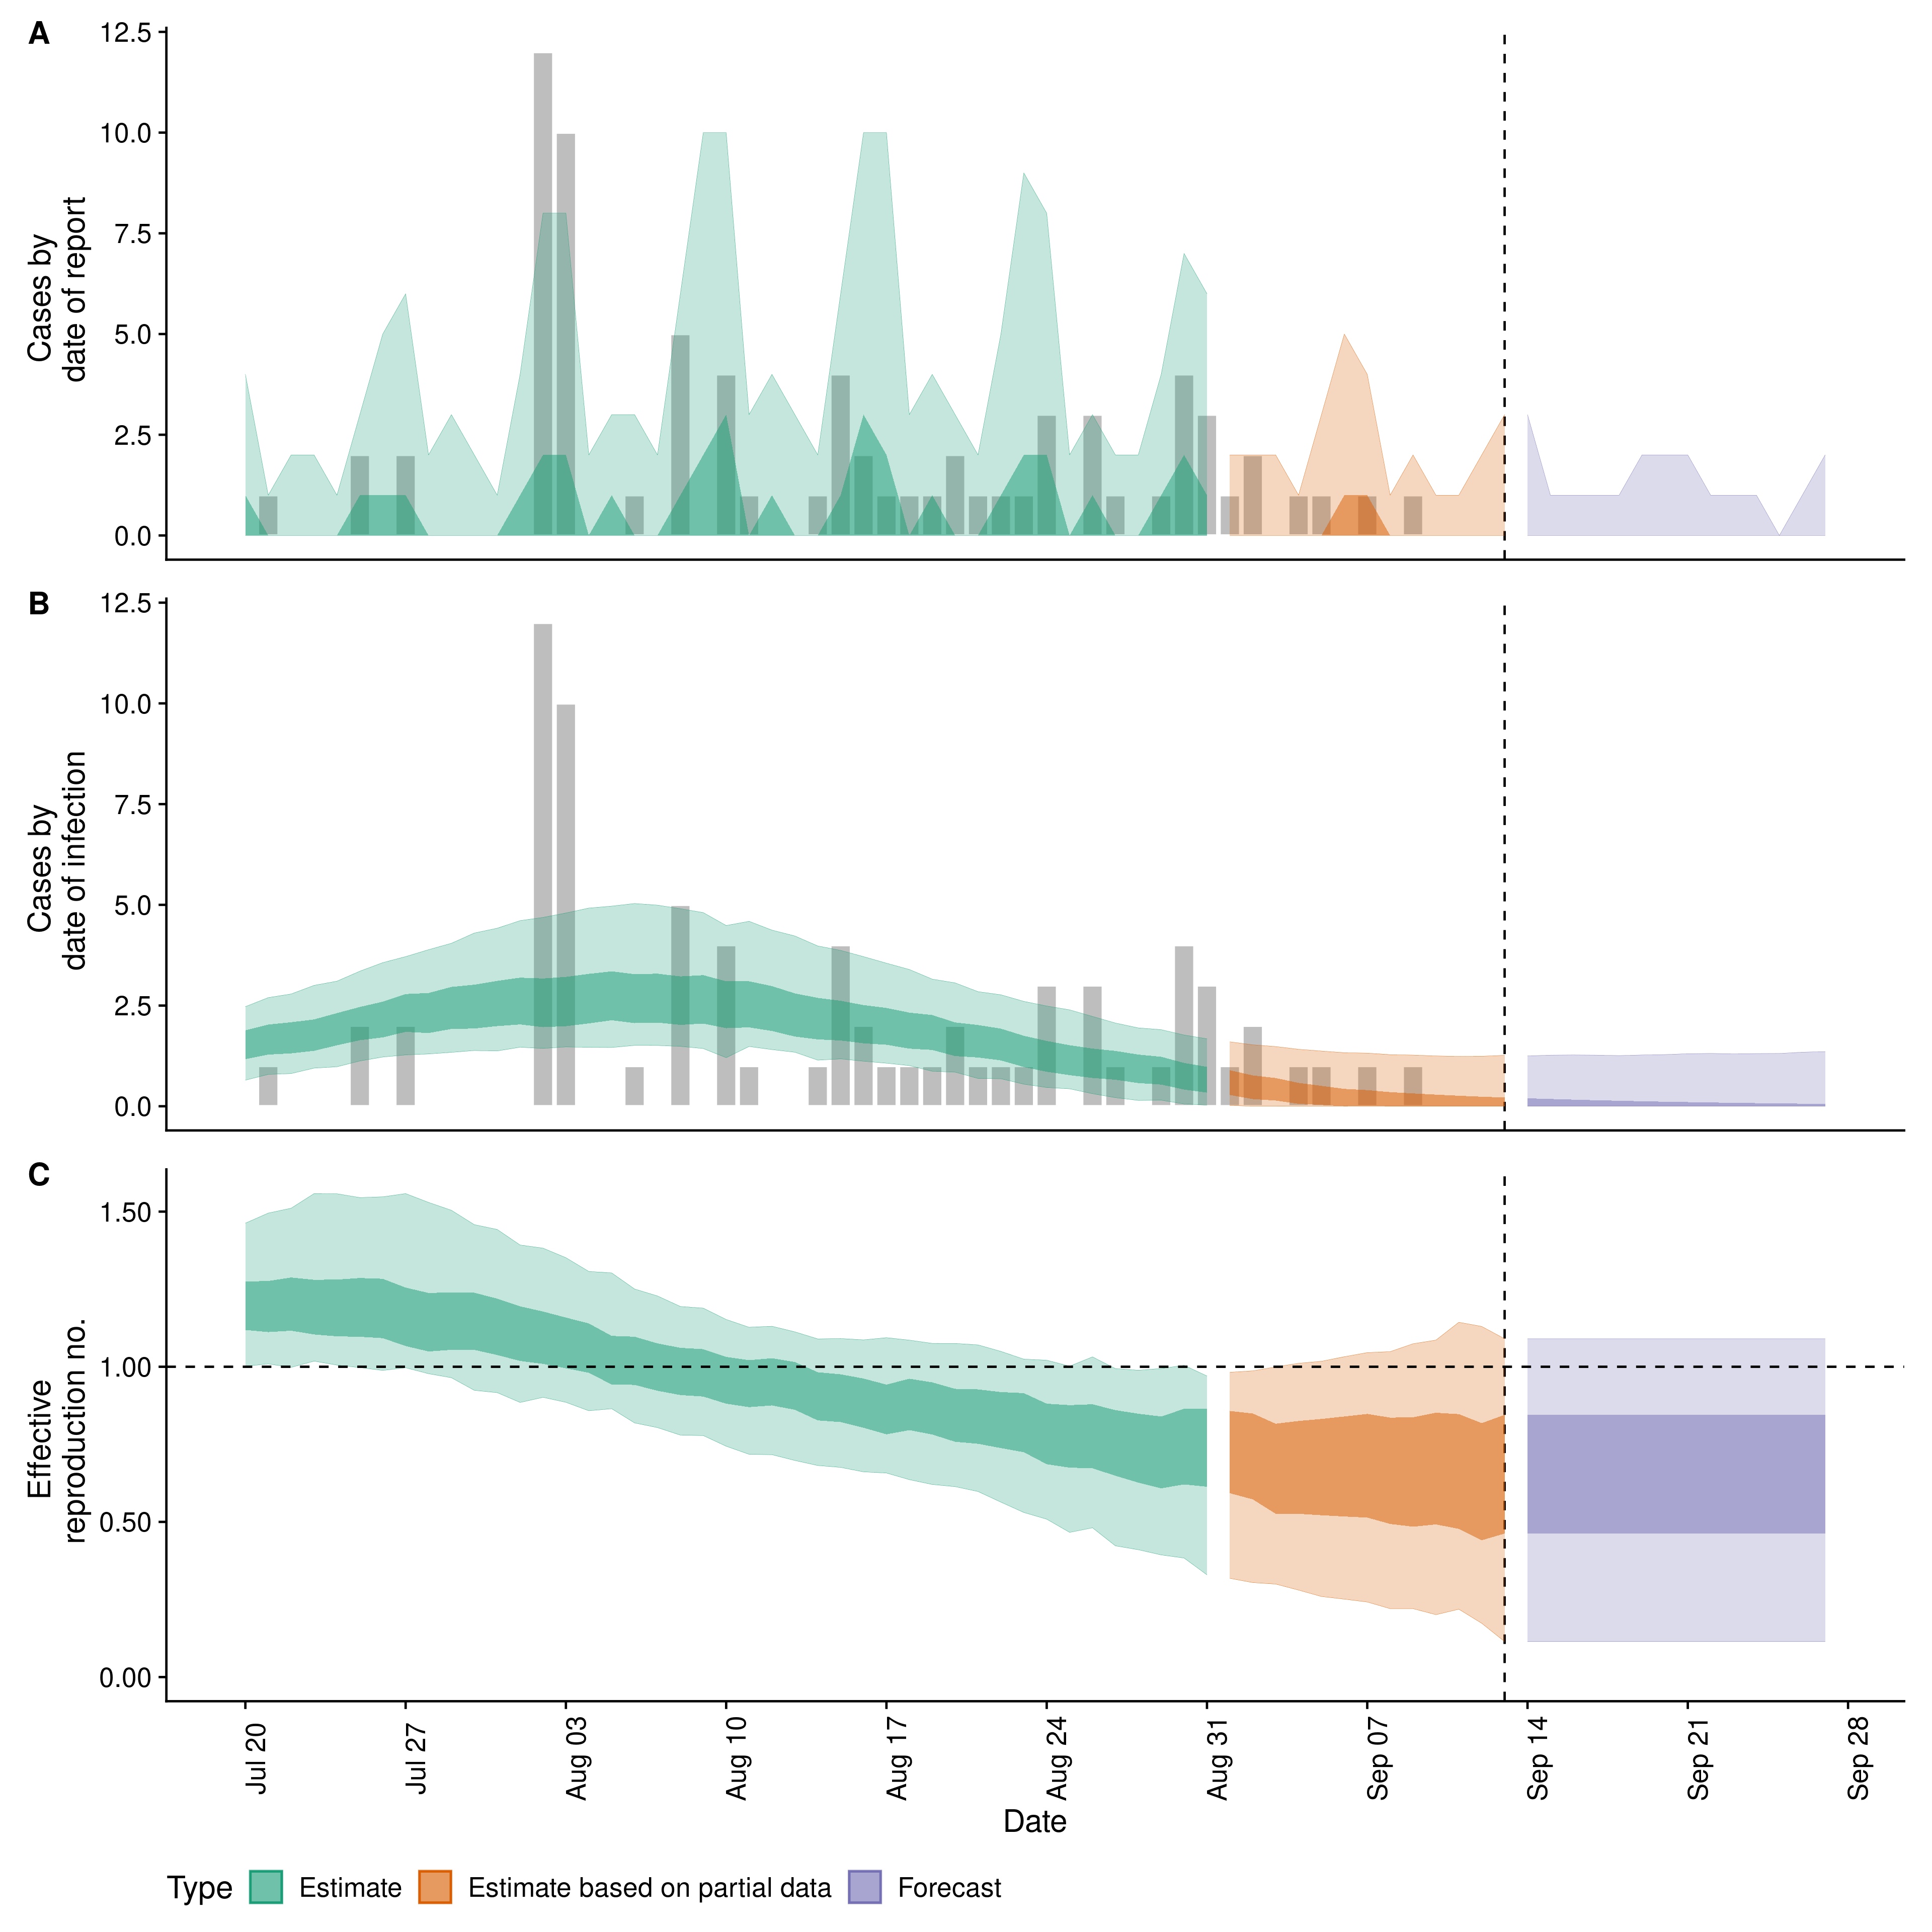 A
12.5
10.0
7.5
5.0
2.5
0.0
Cases by
date of report
B
12.5
10.0
7.5
5.0
2.5
0.0
Cases by
date of infection
C
1.50
1.00
0.50
0.00
Effective
reproduction no.
Jul 20
Jul 27
Aug 03
Aug 10
Aug 17
Aug 24
Aug 31
Sep 07
Sep 14
Sep 21
Sep 28
Date
Type
Estimate
Estimate based on partial data
Forecast